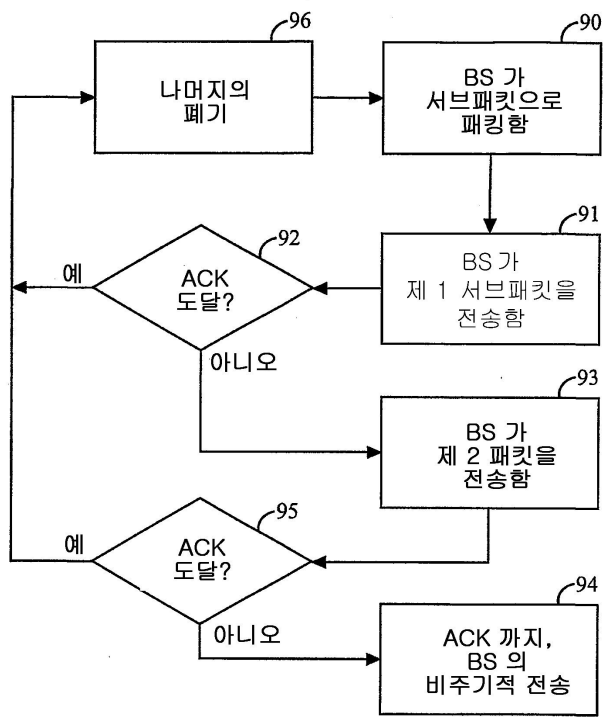 96
나머지의
폐기
90
BS 가
서브패킷으로
패킹함
91
BS가
제 1 서브패킷을
전송함
92
ACK
도달?
예
아니오
93
BS 가
제 2 패킷을
전송함
95
ACK
도달?
예
아니오
94
ACK 까지,
BS 의
비주기적 전송